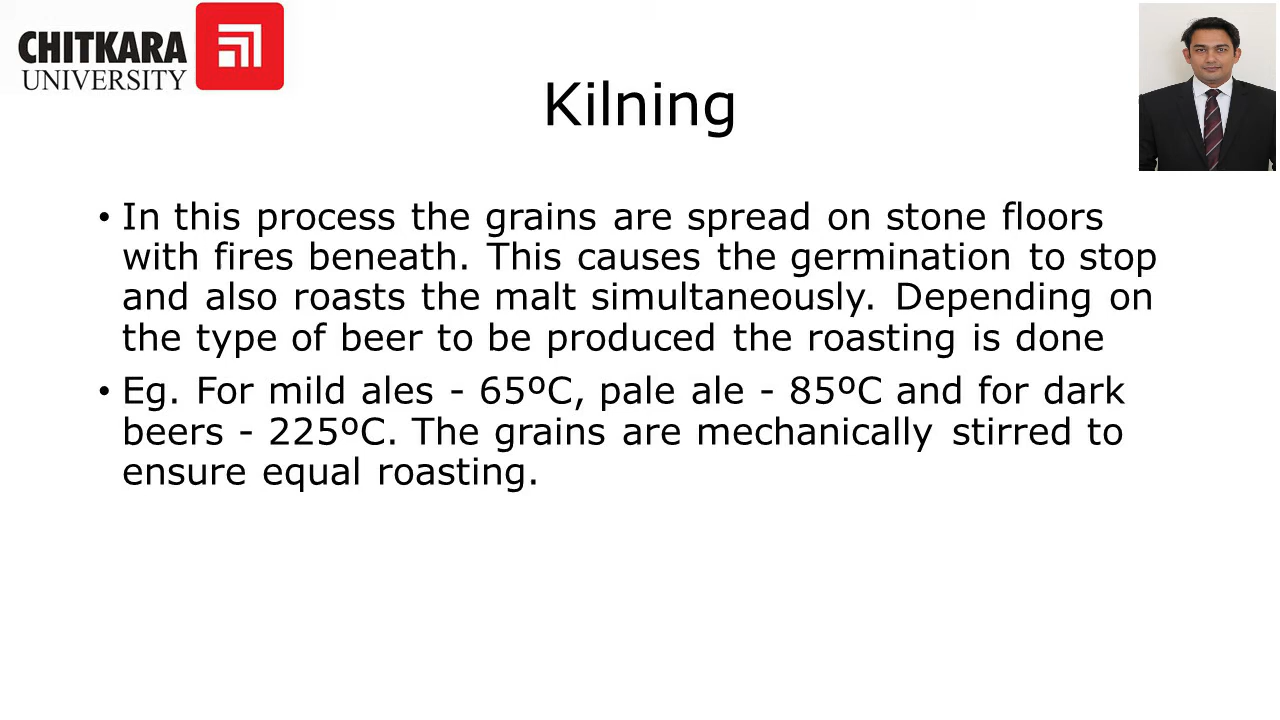 CHITKARA
UNIVERSITY
Kilning
• In this process the grains are spread on stone floors
with fires beneath. This causes the germination to stop
and also roasts the malt simultaneously. Depending on
the type of beer to be produced the roasting is done
• Eg. For mild ales - 65ºC, pale ale - 85ºC and for dark
beers - 225ºC. The grains are mechanically stirred to
ensure equal roasting.